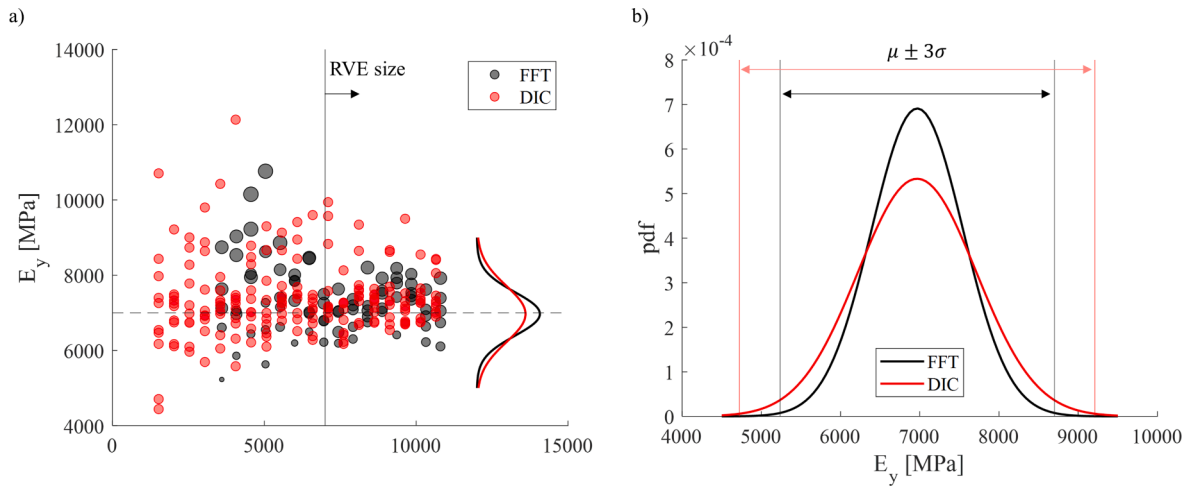 a)
14000
12000
10000
8000
6000
4000
E_y [MPa]
0
5000
10000
15000
RVE size
FFT
DIC
b)
×10⁻⁴
8
7
6
5
4
3
2
1
0
pdf
μ ± 3σ
FFT
DIC
4000
5000
6000
7000
8000
9000
10000
E_y [MPa]